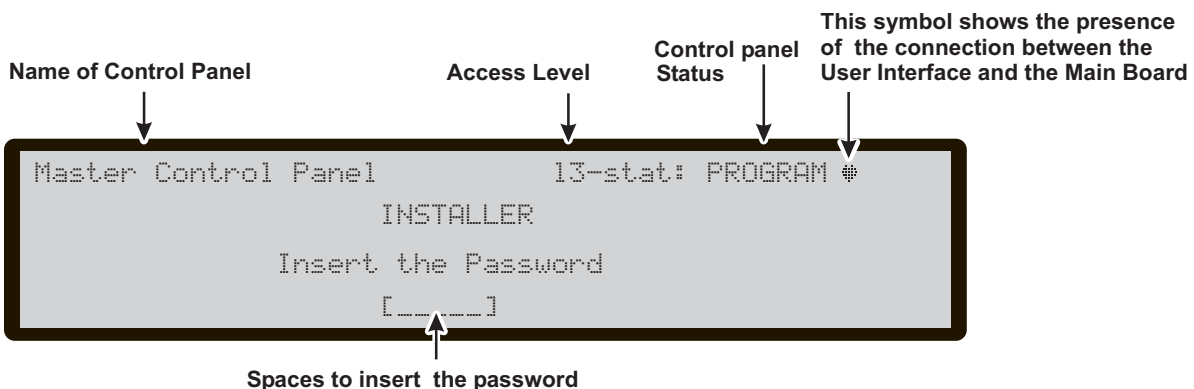 This symbol shows the presence
of the connection between the
User Interface and the Main Board
Control panel
Status
Name of Control Panel
Access Level
Master Control Panel l3-stat: PROGRAM
INSTALLER
Insert the Password
[_____]
Spaces to insert the password